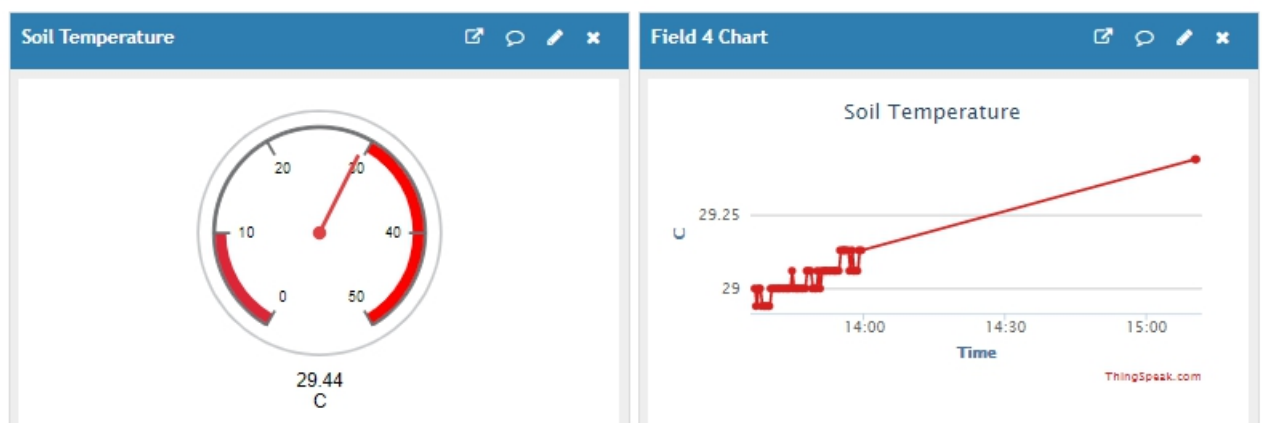 Soil Temperature
20
30
10
40
0
50
29.44
C
Field 4 Chart
Soil Temperature
29.25
C
29
14:00
14:30
15:00
Time
ThingSpeak.com